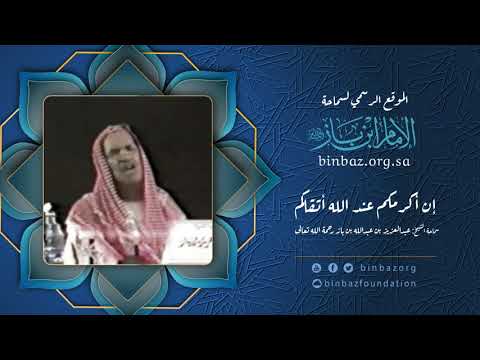 الموقع الرسمي لسماحة
الإمام ابن باز
binbaz.org.sa
إن أكرمكم عند الله أتقاكم
سماحة الشيخ: عبدالعزيز بن عبدالله بن باز رحمة الله تعالى
binbazorg
binbazfoundation